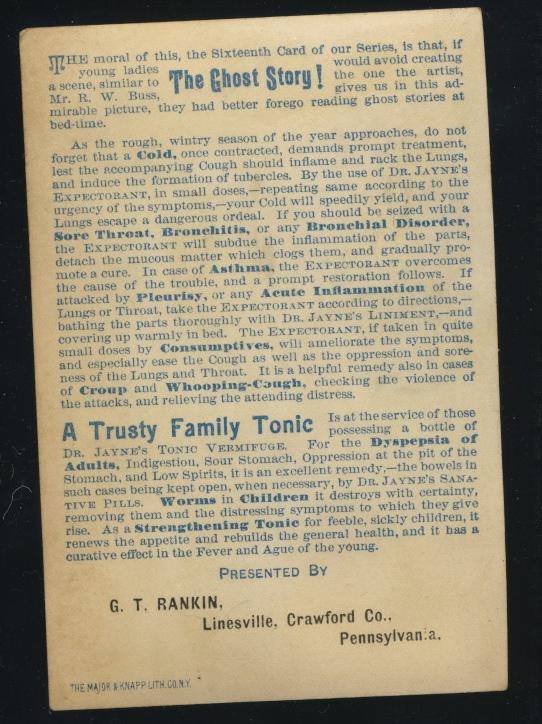 THE moral of this, the Sixteenth Card of our Series, is that, if
young ladies The Ghost Story! would avoid creating
a scene, similar to the one the artist,
Mr. R. W. Buss, gives us in this ad-
mirable picture, they had better forego reading ghost stories at
bed-time.
As the rough, wintry season of the year approaches, do not
forget that a Cold, once contracted, demands prompt treatment,
lest the accompanying Cough should inflame and rack the Lungs,
and induce the formation of tubercles. By the use of DR. JAYNE'S
EXPECTORANT, in small doses,—repeating same according to the
urgency of the symptoms,—your Cold will speedily yield, and your
Lungs escape a dangerous ordeal. If you should be seized with a
Sore Throat, Bronchitis, or any Bronchial Disorder,
the EXPECTORANT will subdue the inflammation of the parts,
detach the mucous matter which clogs them, and gradually pro-
mote a cure. In case of Asthma, the EXPECTORANT overcomes
the cause of the trouble, and a prompt restoration follows. If
attacked by Pleurisy, or any Acute Inflammation of the
Lungs or Throat, take the EXPECTORANT according to directions,—
bathing the parts thoroughly with DR. JAYNE'S LINIMENT,—and
covering up warmly in bed. The EXPECTORANT, if taken in quite
small doses by Consumptives, will ameliorate the symptoms,
and especially ease the Cough as well as the oppression and sore-
ness of the Lungs and Throat. It is a helpful remedy also in cases
of Croup and Whooping-Cough, checking the violence of
the attacks, and relieving the attending distress.
A Trusty Family Tonic Is at the service of those
possessing a bottle of
DR. JAYNE'S TONIC VERMIFUGE. For the Dyspepsia of
Adults, Indigestion, Sour Stomach, Oppression at the pit of the
Stomach, and Low Spirits, it is an excellent remedy,—the bowels in
such cases being kept open, when necessary, by DR. JAYNE'S SANA-
TIVE PILLS. Worms in Children it destroys with certainty,
removing them and the distressing symptoms to which they give
rise. As a Strengthening Tonic for feeble, sickly children, it
renews the appetite and rebuilds the general health, and it has a
curative effect in the Fever and Ague of the young.
PRESENTED BY
G. T. RANKIN,
Linesville, Crawford Co.,
Pennsylvania.
THE MAJOR & KNAPP LITH. CO. N.Y.